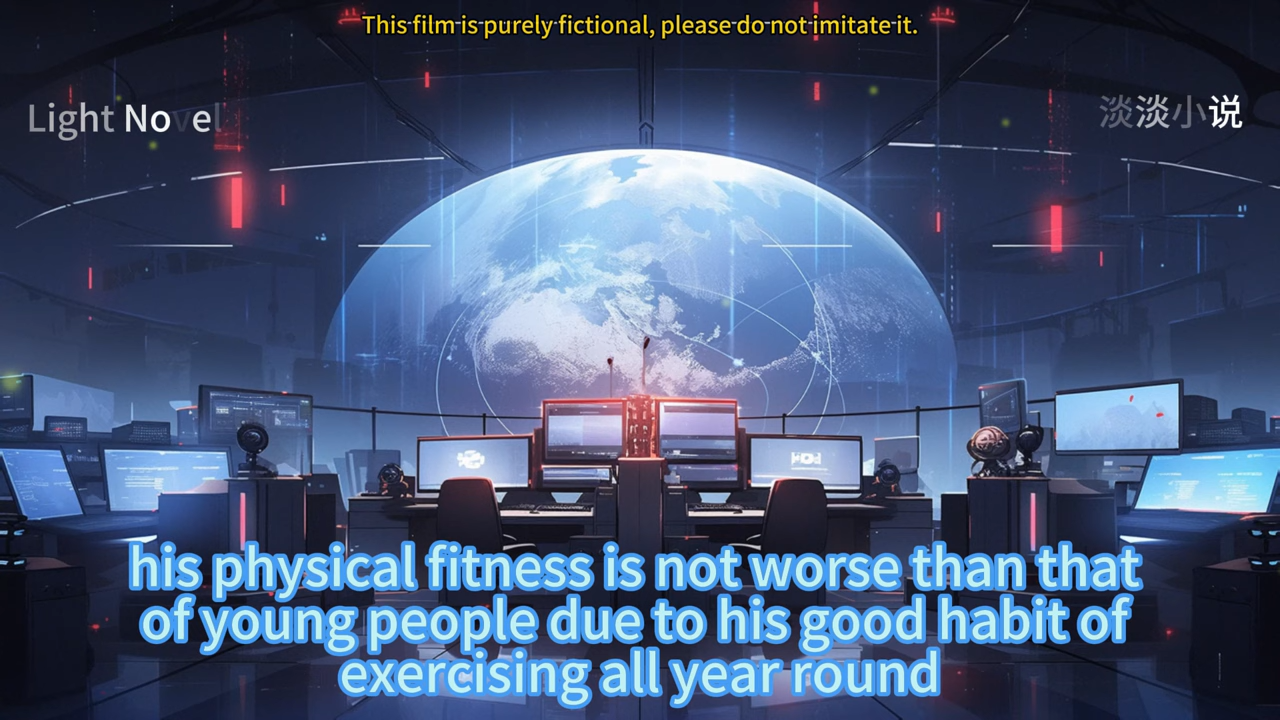 This film is purely fictional, please do not imitate it.
Light Novel
淡淡小说
his physical fitness is not worse than that
of young people due to his good habit of
exercising all year round